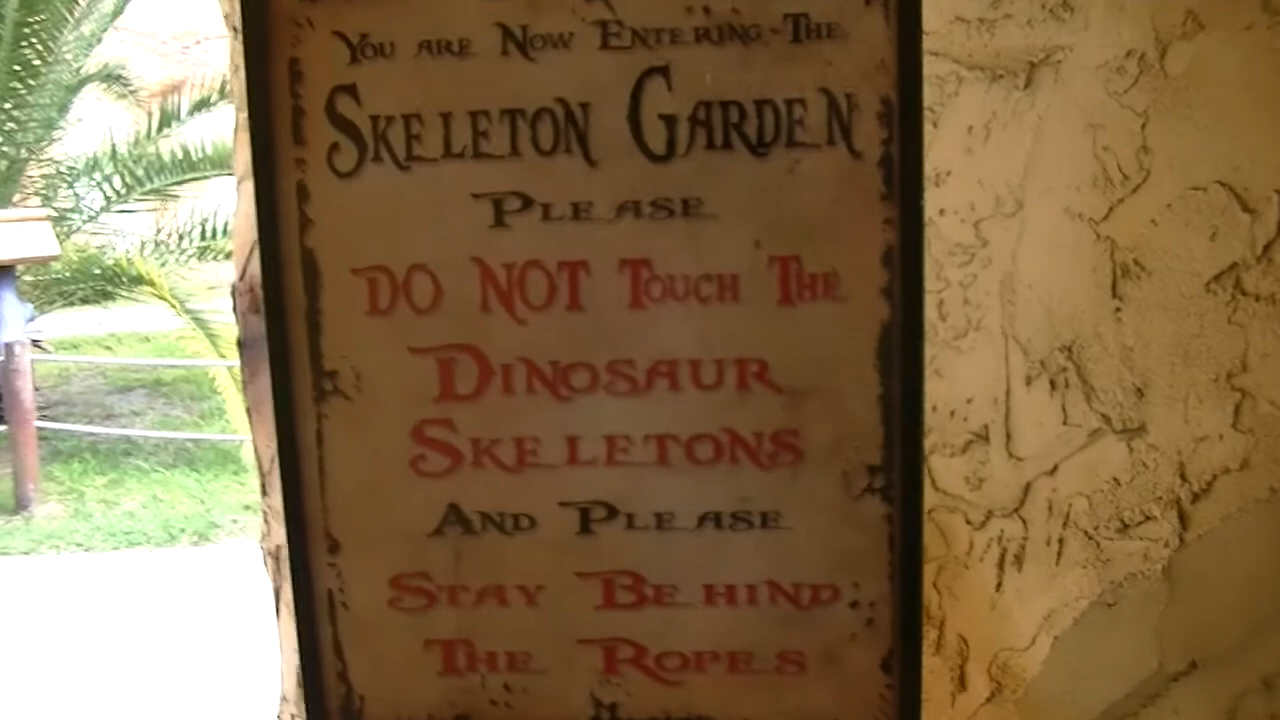 You are Now Entering The
Skeleton Garden
Please
DO NOT Touch The
Dinosaur
Skeletons
And Please
Stay Behind
The Ropes